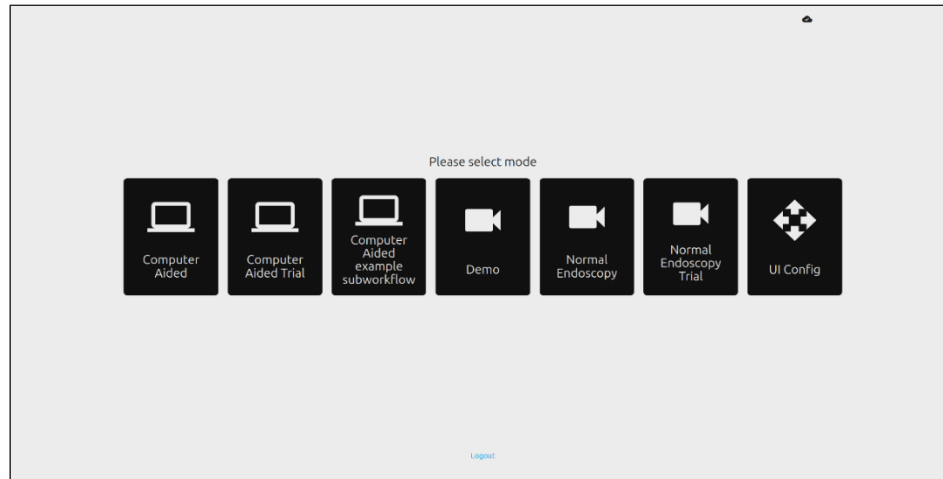 Please select mode
Computer
Aided
Computer
Aided Trial
Computer
Aided
example
subworkflow
Demo
Normal
Endoscopy
Normal
Endoscopy
Trial
UI Config
Logout